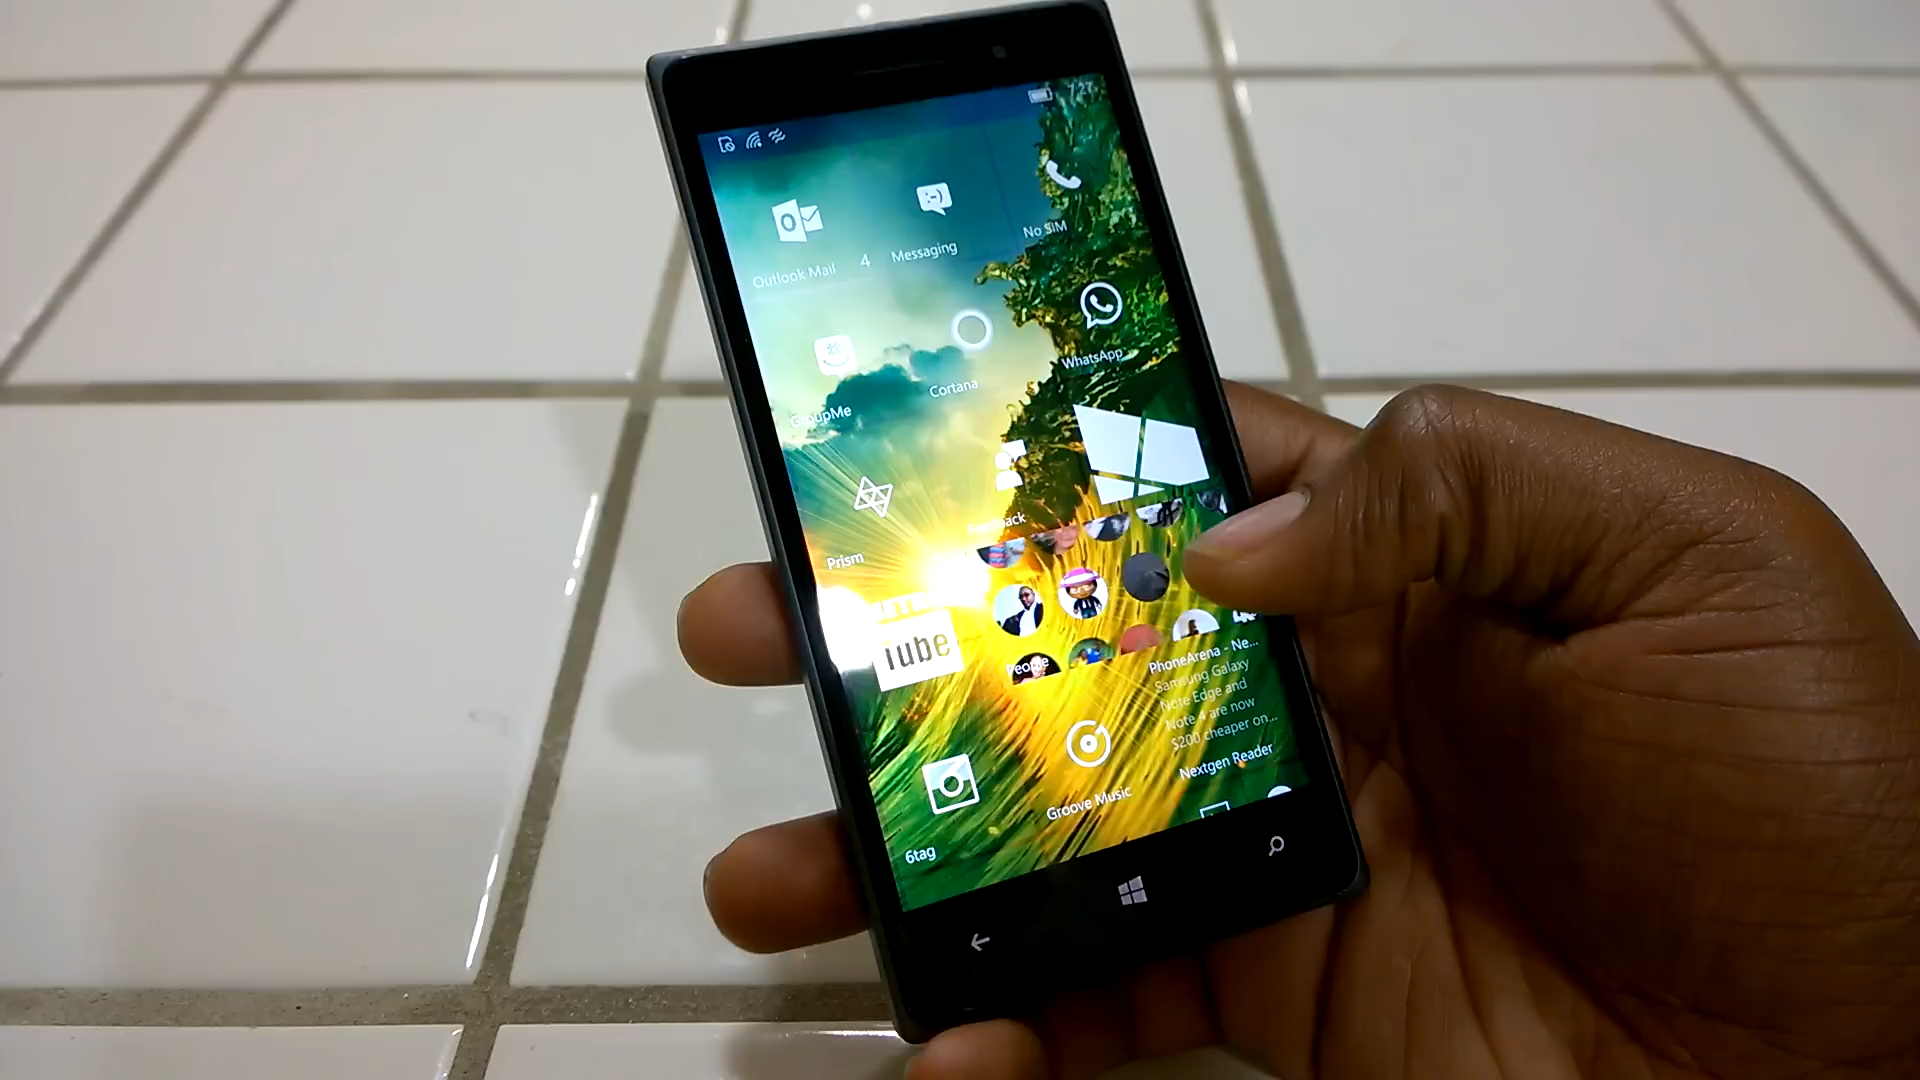 7:27
Outlook Mail 4
Messaging
No SIM
GroupMe
Cortana
WhatsApp
Prism
Feedback
iube
People
PhoneArena - Ne...
Samsung Galaxy
Note Edge and
Note 4 are now
$200 cheaper on...
Nextgen Reader
6tag
Groove Music